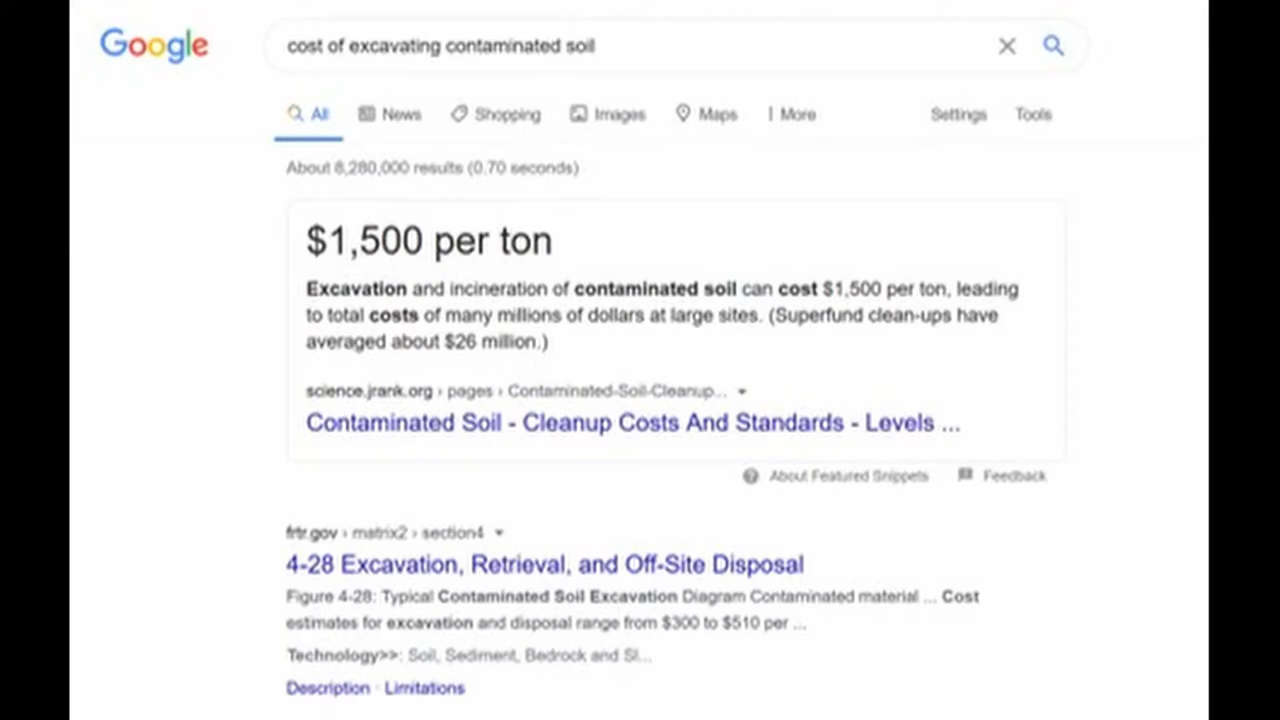 Google
cost of excavating contaminated soil
All News Shopping Images Maps More Settings Tools
About 8,280,000 results (0.70 seconds)
$1,500 per ton
Excavation and incineration of contaminated soil can cost $1,500 per ton, leading
to total costs of many millions of dollars at large sites. (Superfund clean-ups have
averaged about $26 million.)
science.jrank.org › pages › Contaminated-Soil-Cleanup...
Contaminated Soil - Cleanup Costs And Standards - Levels ...
About Featured Snippets Feedback
frtr.gov › matrix2 › section4
4-28 Excavation, Retrieval, and Off-Site Disposal
Figure 4-28: Typical Contaminated Soil Excavation Diagram Contaminated material ... Cost
estimates for excavation and disposal range from $300 to $510 per ...
Technology>>: Soil, Sediment, Bedrock and Sl...
Description · Limitations